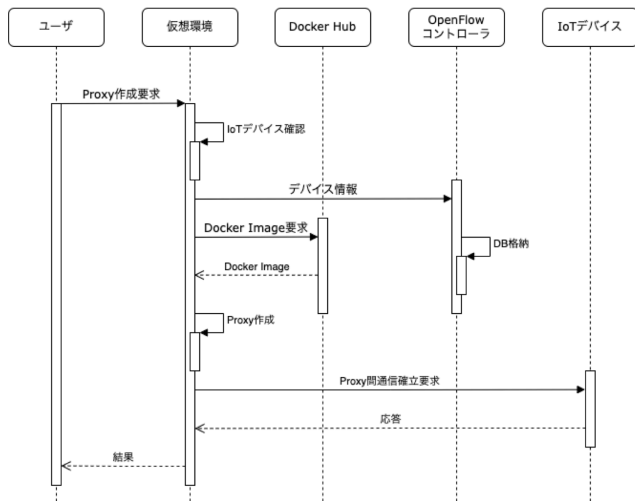 ユーザ
仮想環境
Docker Hub
OpenFlow
コントローラ
IoTデバイス
Proxy作成要求
IoTデバイス確認
デバイス情報
Docker Image要求
DB格納
Docker Image
Proxy作成
Proxy間通信確立要求
応答
結果